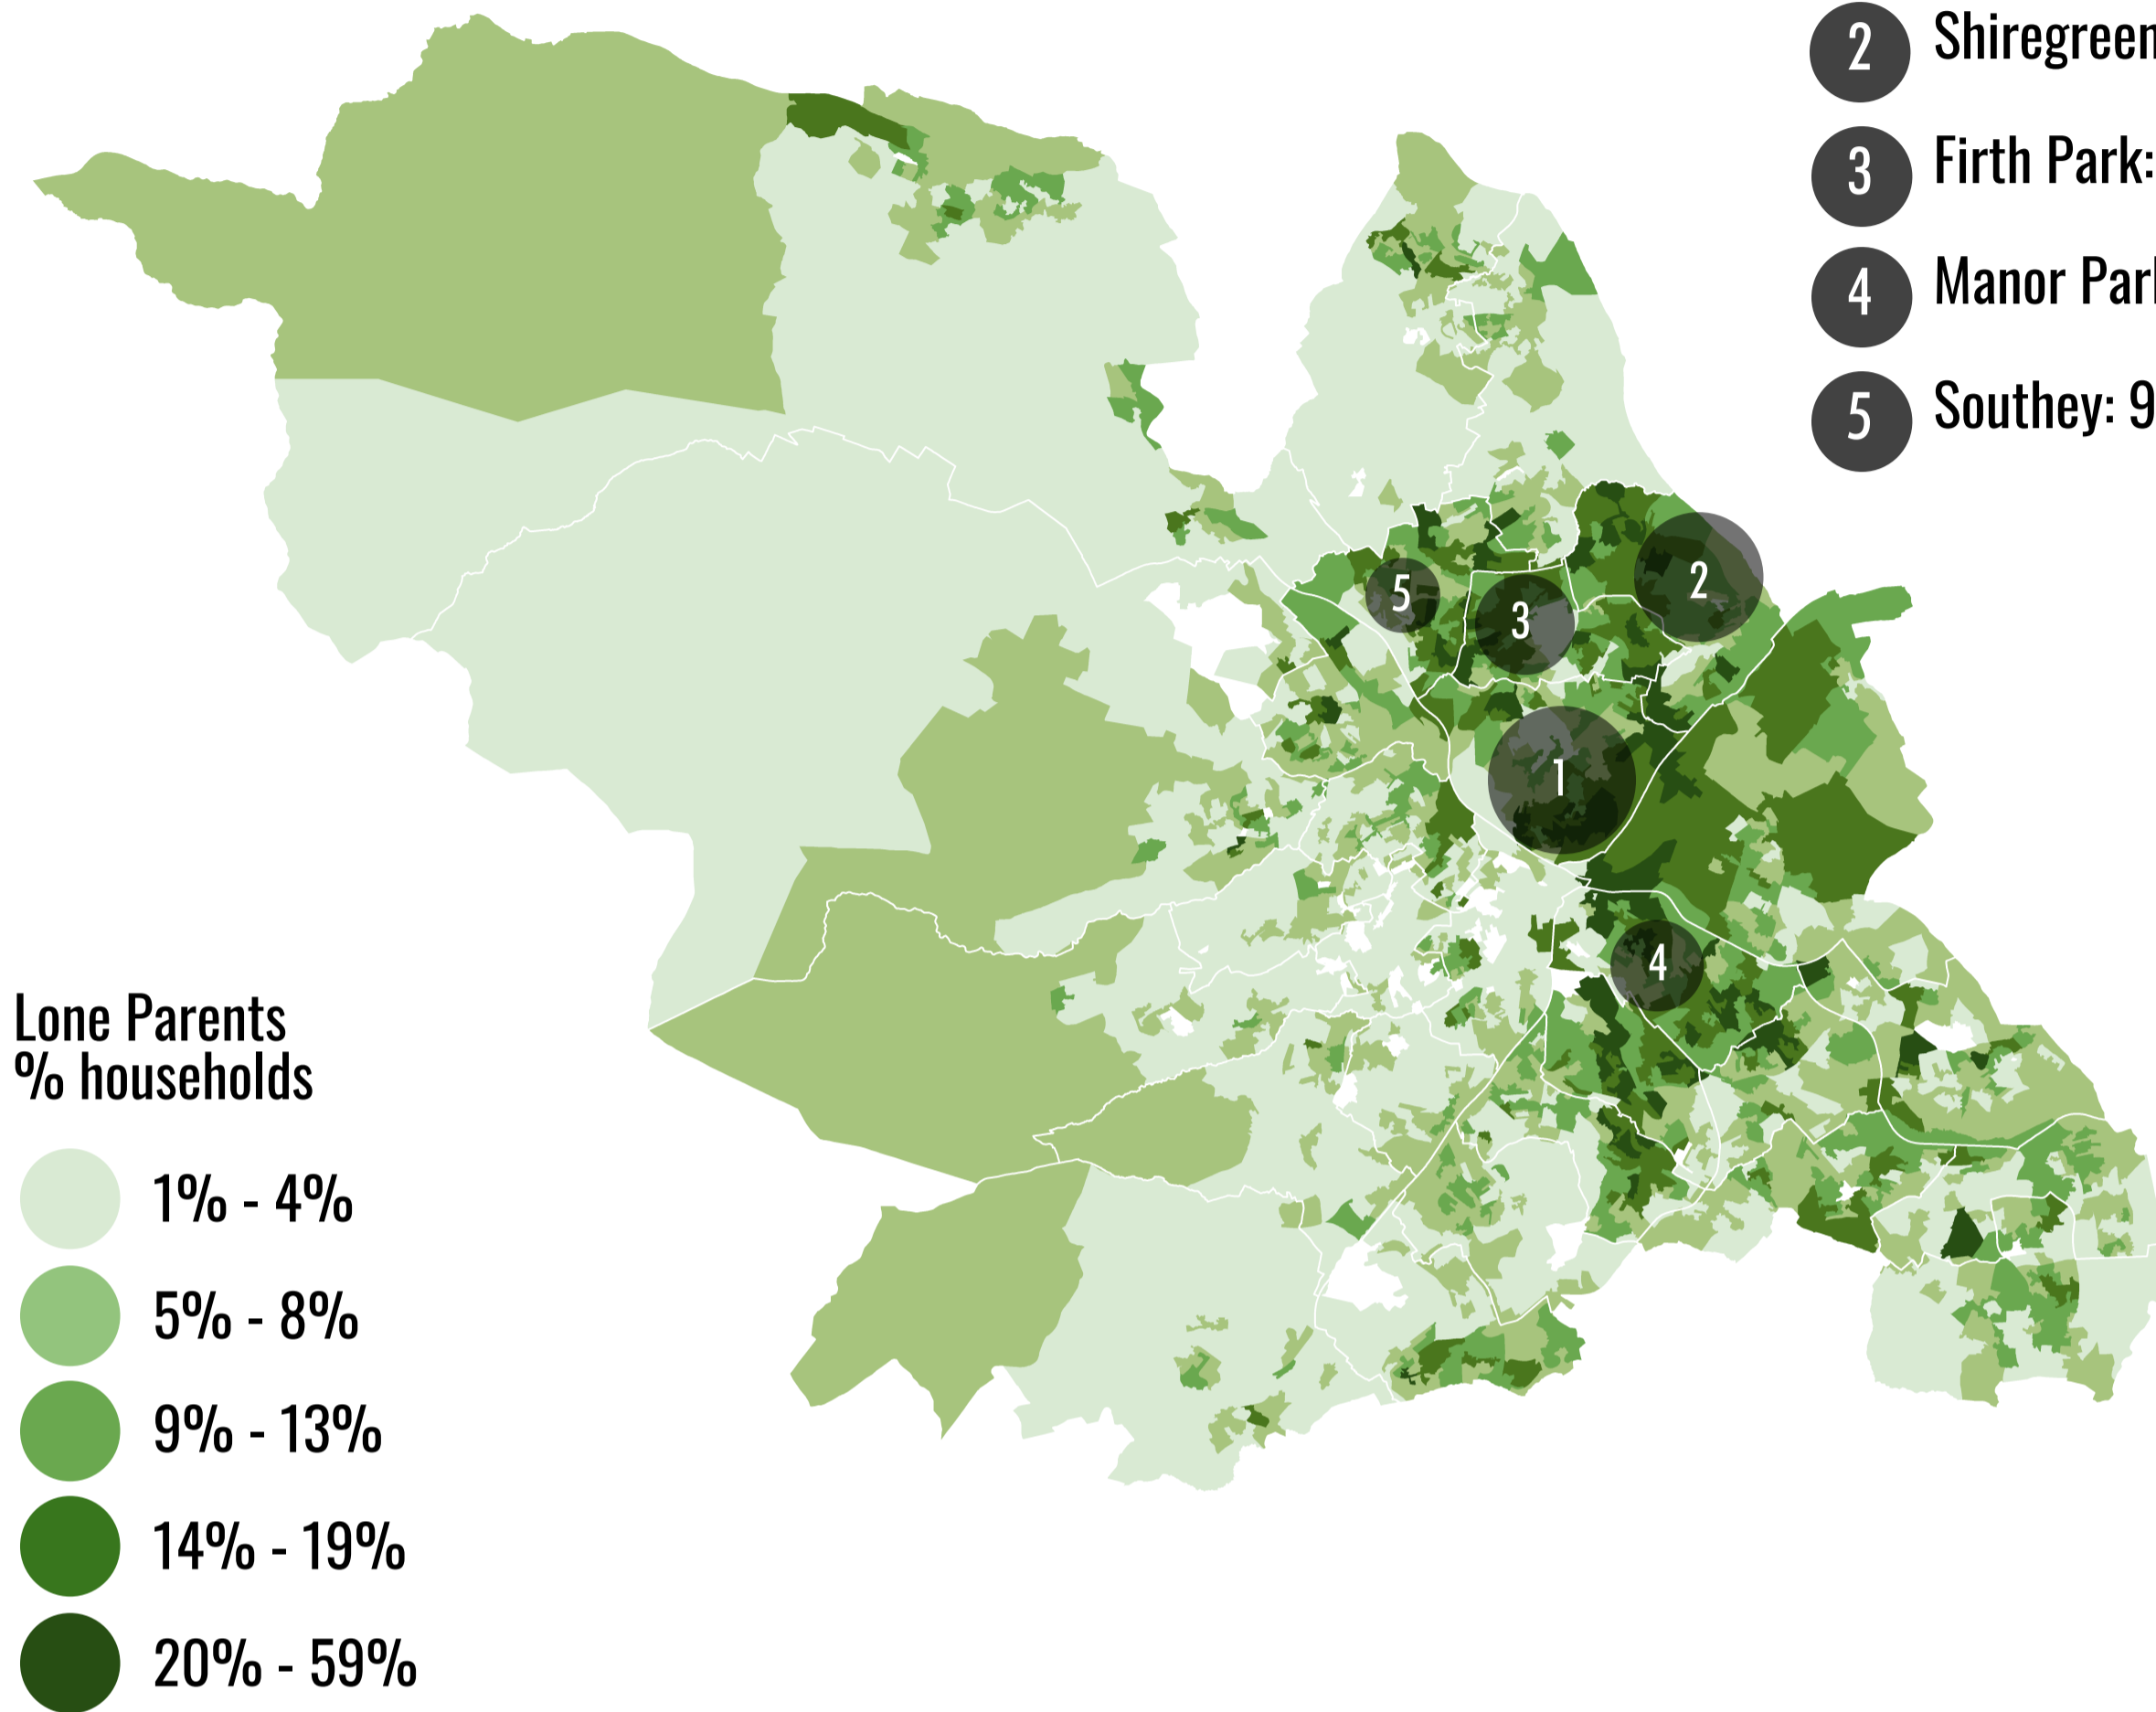 2 Shiregreen
3 Firth Park:
4 Manor Park
5 Southey: 9
2
5
3
1
4
Lone Parents
% households
1% - 4%
5% - 8%
9% - 13%
14% - 19%
20% - 59%